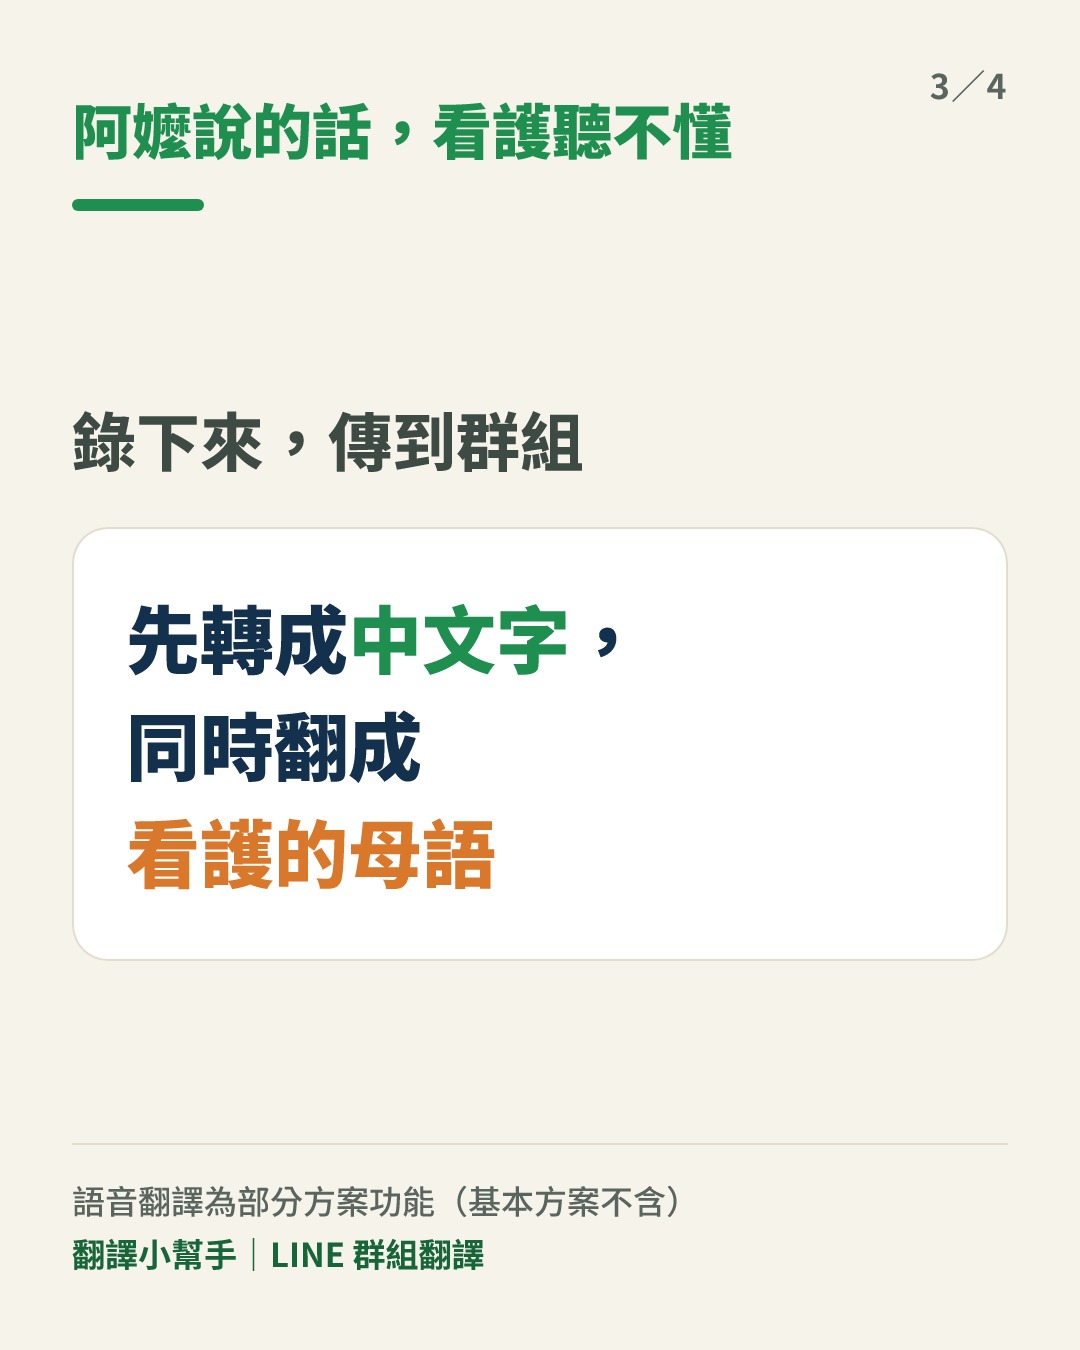 3／4
阿嬤說的話，看護聽不懂
錄下來，傳到群組
先轉成中文字，
同時翻成
看護的母語
語音翻譯為部分方案功能（基本方案不含）
翻譯小幫手｜LINE 群組翻譯